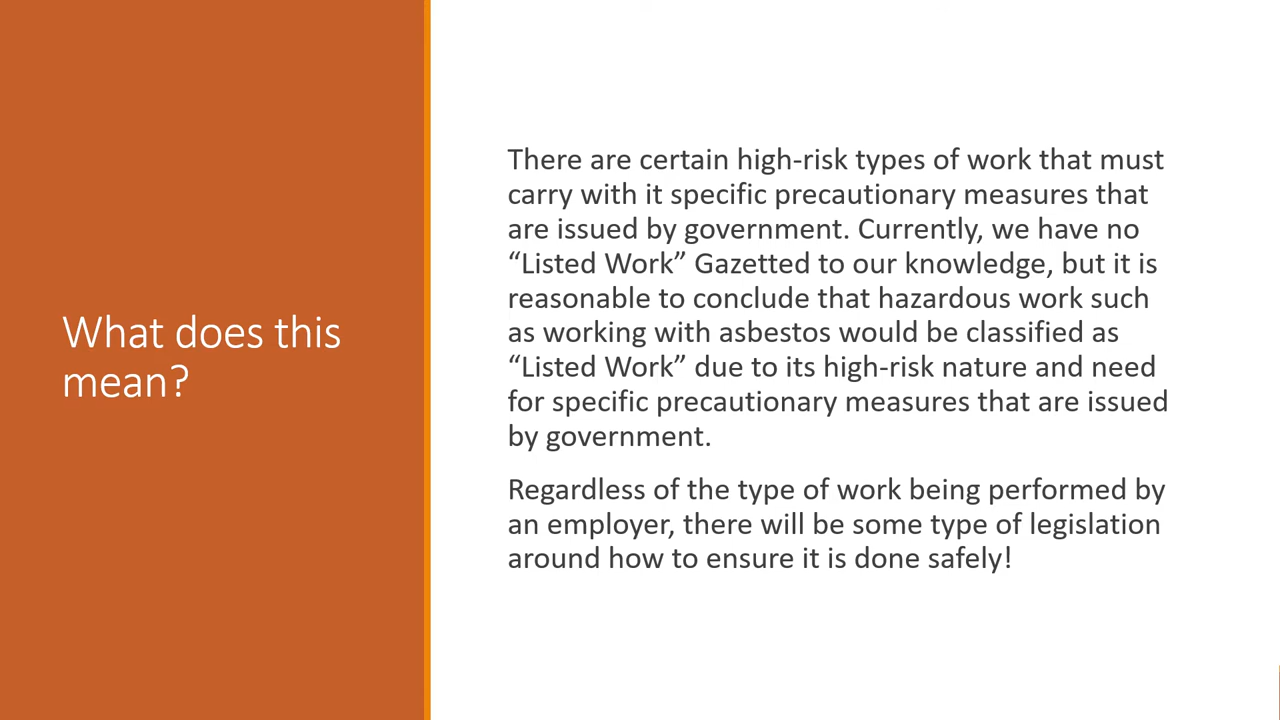 What does this
mean?
There are certain high-risk types of work that must
carry with it specific precautionary measures that
are issued by government. Currently, we have no
“Listed Work” Gazetted to our knowledge, but it is
reasonable to conclude that hazardous work such
as working with asbestos would be classified as
“Listed Work” due to its high-risk nature and need
for specific precautionary measures that are issued
by government.
Regardless of the type of work being performed by
an employer, there will be some type of legislation
around how to ensure it is done safely!